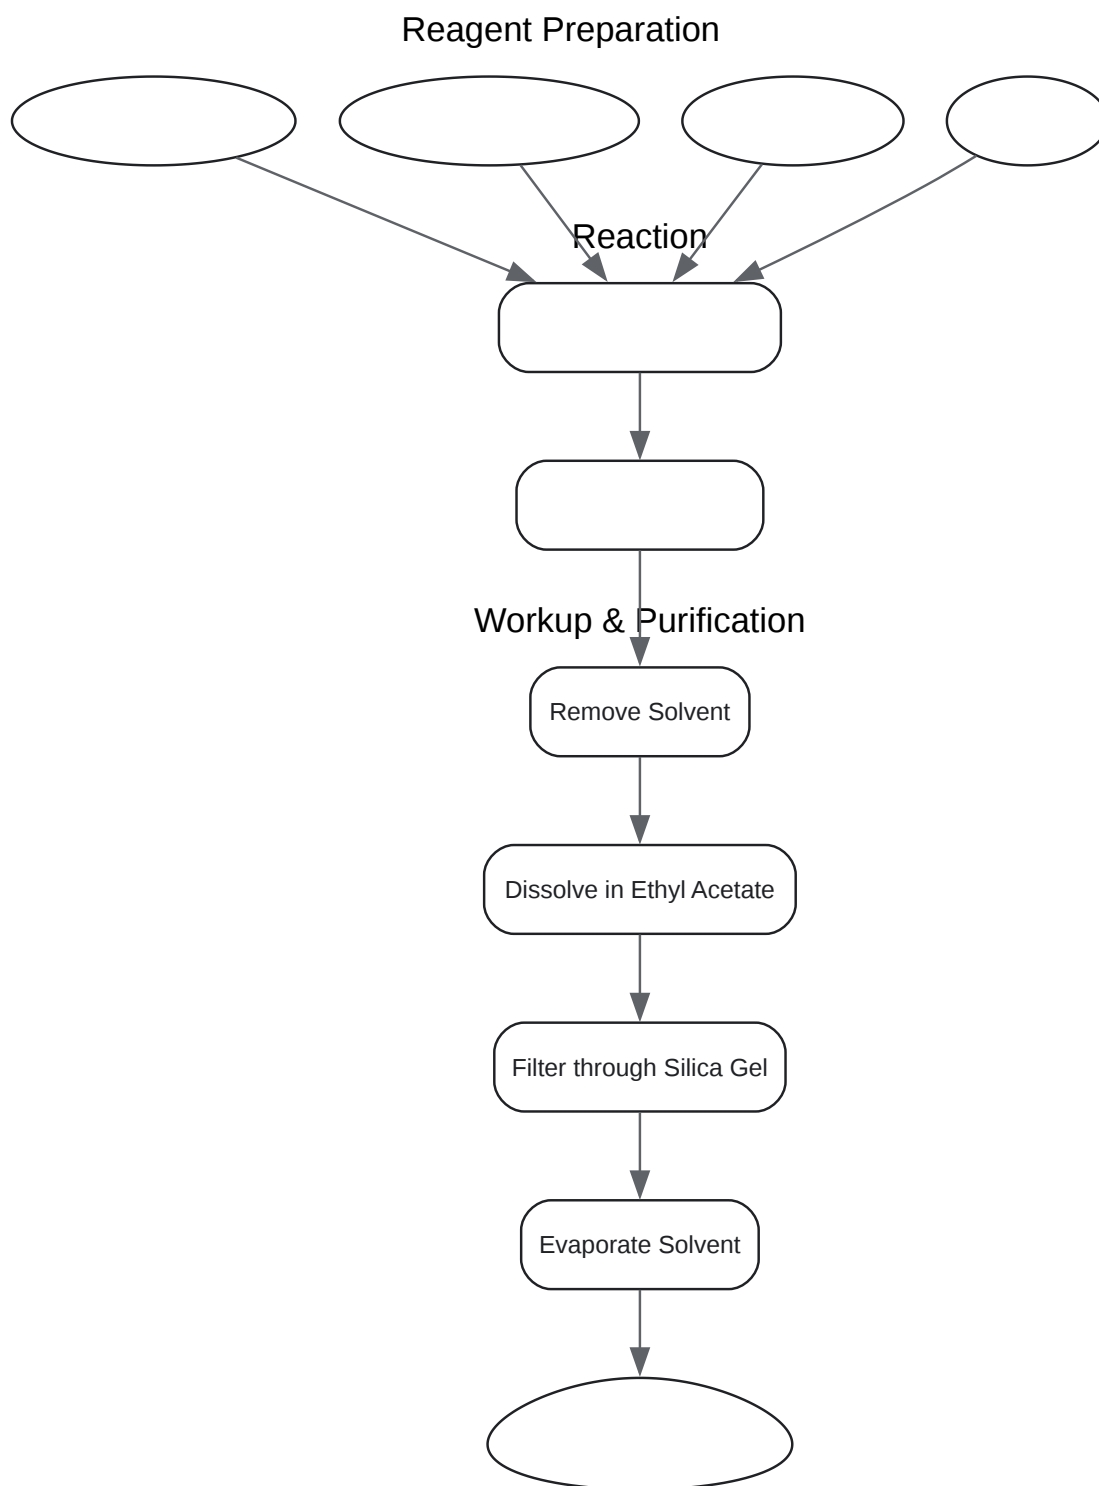 Reagent Preparation
Reaction
Workup & Purification
Remove Solvent
Dissolve in Ethyl Acetate
Filter through Silica Gel
Evaporate Solvent